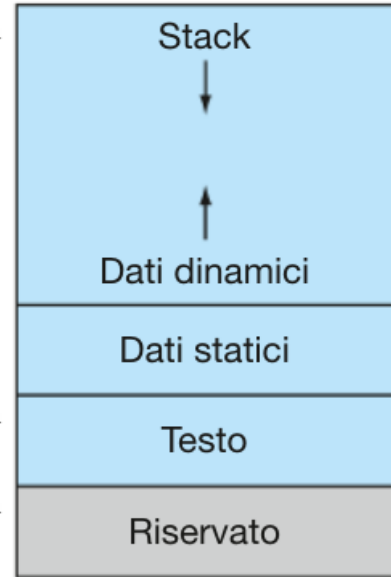 Stack
Dati dinamici
Dati statici
Testo
Riservato